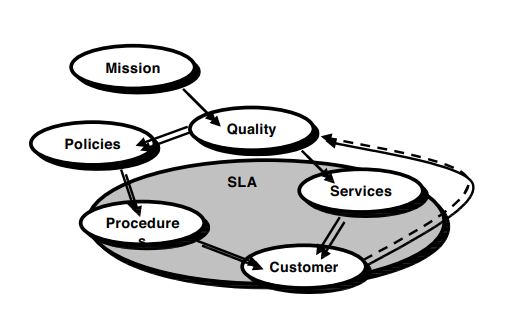 Mission
Quality
Policies
SLA
Services
Procedure
s
Customer